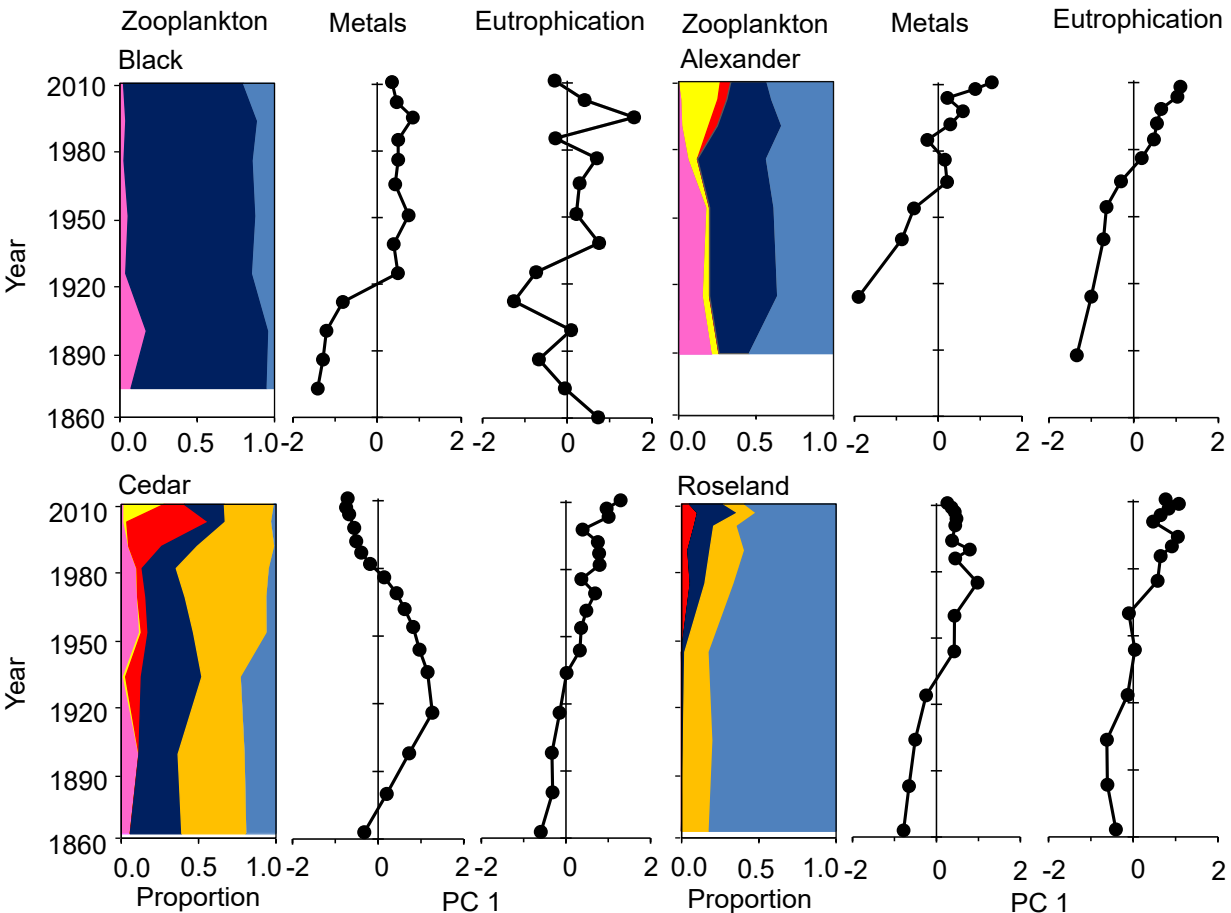 Zooplankton Metals Eutrophication Zooplankton Metals Eutrophication
Black Alexander
2010
1980
1950
1920
1890
1860
Year
0.0 0.5 1.0 -2 0 2 -2 0 2 0.0 0.5 1.0 -2 0 2 -2 0 2
Cedar Roseland
2010
1980
1950
1920
1890
1860
Year
0 0.5 1.0 -2 0 2 -2 0 2 0.0 0.5 1.0 -2 0 2 -2 0 2
Proportion PC 1 Proportion PC 1